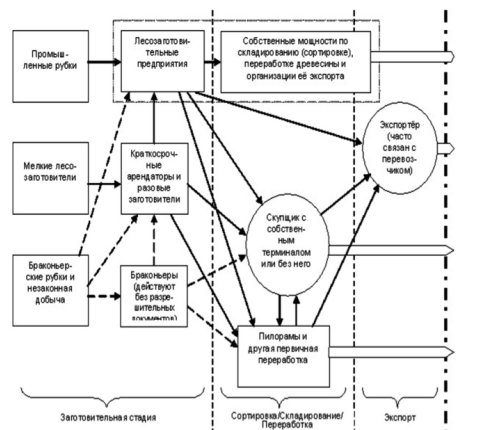 Промыш-
ленные рубки
Лесозаготови-
тельные
предприятия
Собственные мощности по
складированию (сортировке),
переработке древесины и
организации её экспорта
Экспортёр
(часто
связан с
перевоз-
чиком)
Мелкие лесо-
заготовители
Краткосроч-
ные
арендаторы и
разовые
заготовители
Скупщик с
собствен-
ным
терминалом
или без него
Браконьер-
ские рубки и
незаконная
добыча
Браконьеры
(действуют
без разре-
шительных
документов)
Пилорамы и
другая первичная
переработка
Заготовительная стадия
Сортировка/Складирование/
Переработка
Экспорт